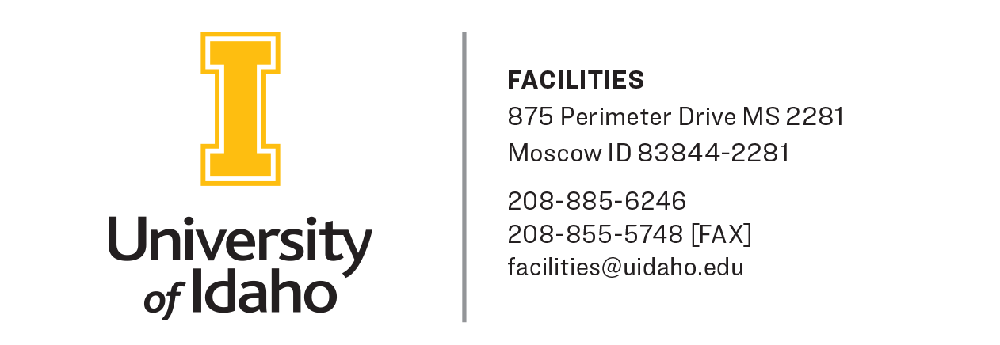 I
University
of Idaho
FACILITIES
875 Perimeter Drive MS 2281
Moscow ID 83844-2281
208-885-6246
208-855-5748 [FAX]
facilities@uidaho.edu